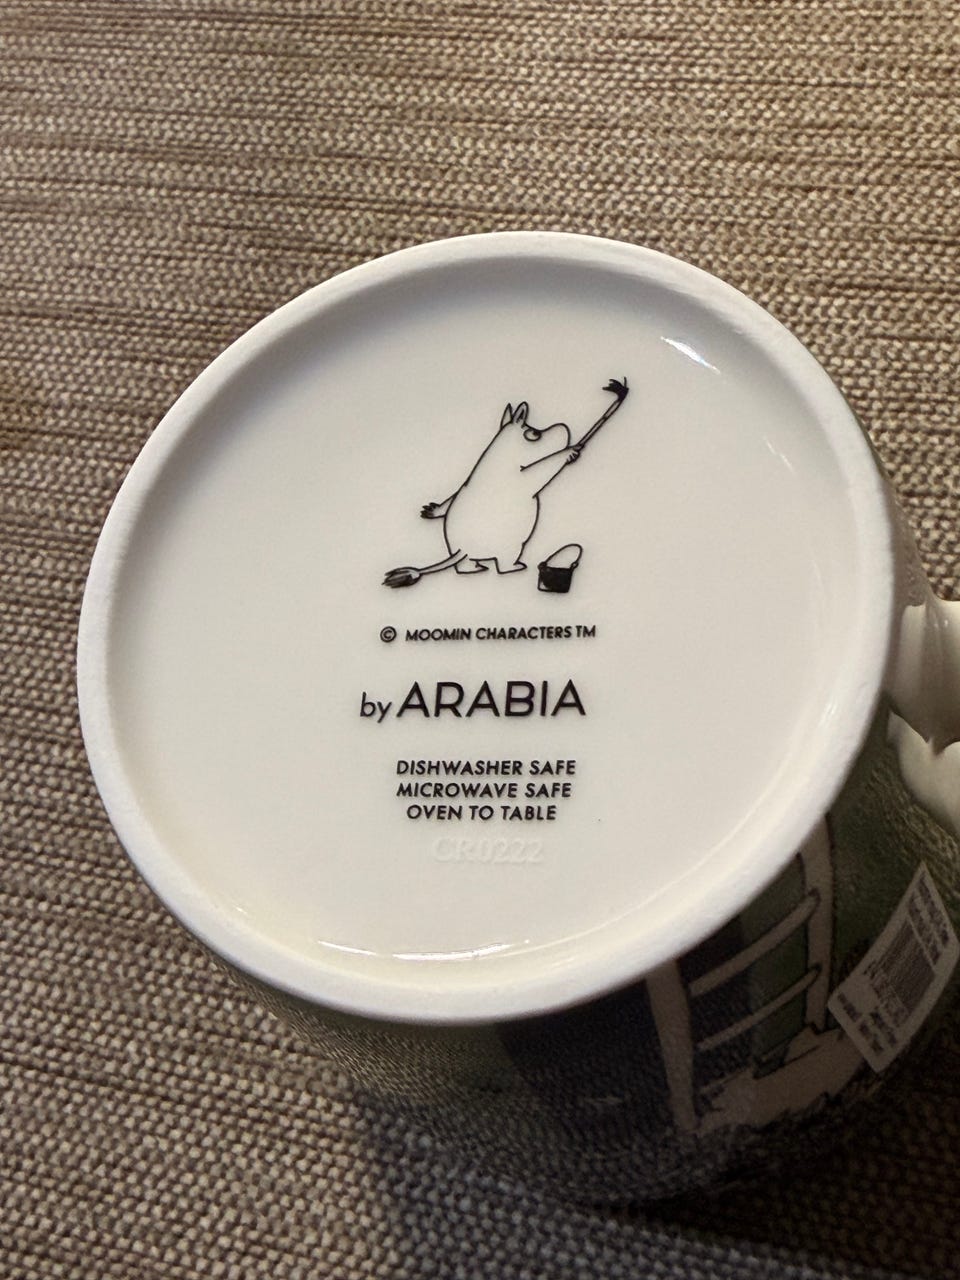 © MOOMIN CHARACTERS TM
by ARABIA
DISHWASHER SAFE
MICROWAVE SAFE
OVEN TO TABLE
CR0222